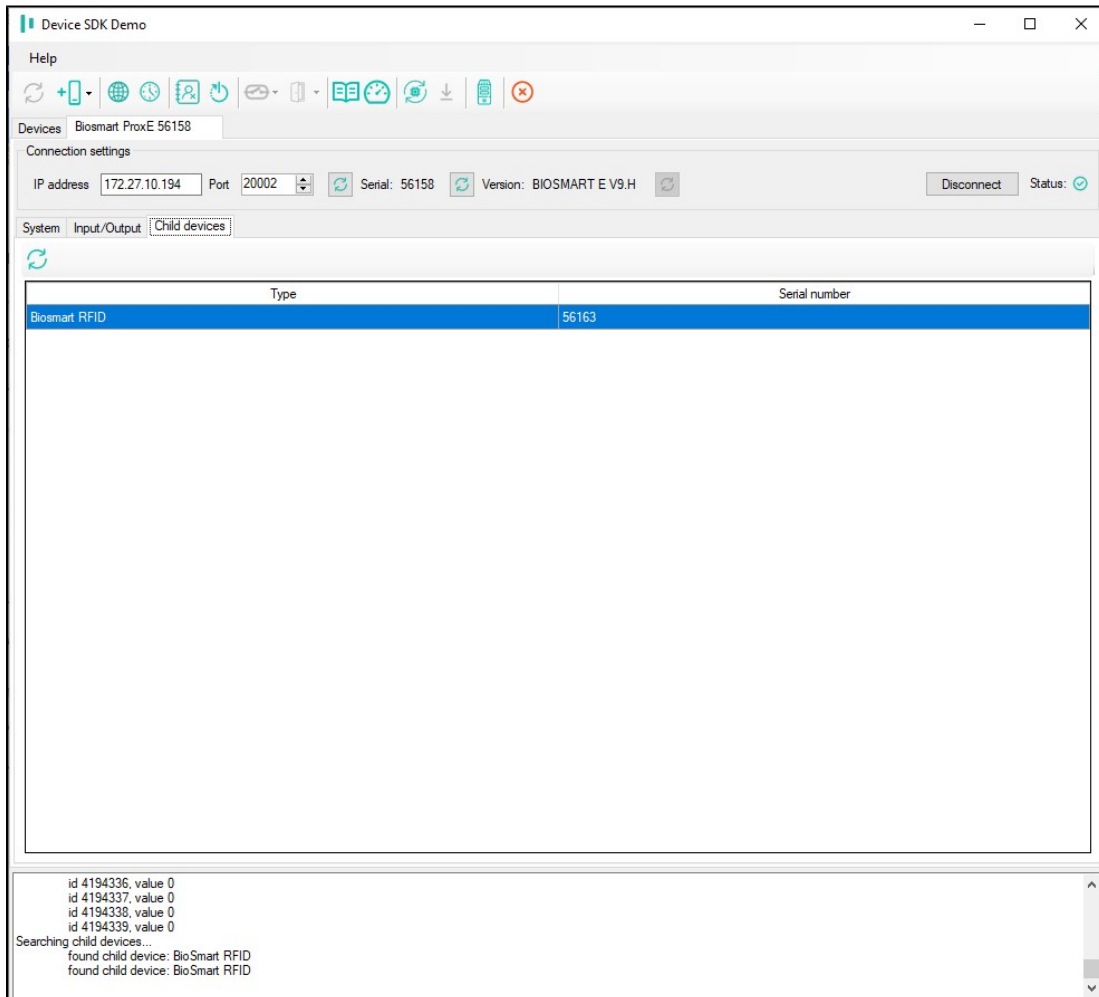 Device SDK Demo
Help
Devices Biosmart ProxE 56158
Connection settings
IP address 172.27.10.194 Port 20002 Serial: 56158 Version: BIOSMART E V9.H Disconnect Status:
System Input/Output Child devices
Type Serial number
Biosmart RFID 56163
id 4194336, value 0
id 4194337, value 0
id 4194338, value 0
id 4194339, value 0
Searching child devices...
found child device: BioSmart RFID
found child device: BioSmart RFID